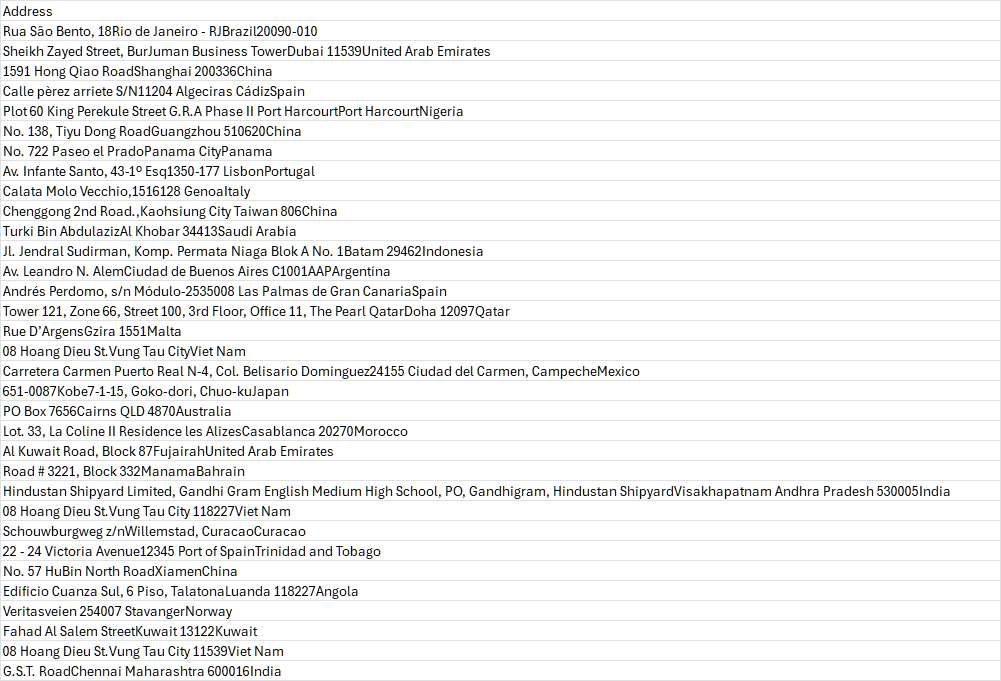 Address
Rua São Bento, 18Rio de Janeiro - RJBrazil20090-010
Sheikh Zayed Street, BurJuman Business TowerDubai 11539United Arab Emirates
1591 Hong Qiao RoadShanghai 200336China
Calle pèrez arriete S/N11204 Algeciras CádizSpain
Plot 60 King Perekule Street G.R.A Phase II Port HarcourtPort HarcourtNigeria
No. 138, Tiyu Dong RoadGuangzhou 510620China
No. 722 Paseo el PradoPanama CityPanama
Av. Infante Santo, 43-1º Esq1350-177 LisbonPortugal
Calata Molo Vecchio,1516128 GenoaItaly
Chenggong 2nd Road.,Kaohsiung City Taiwan 806China
Turki Bin AbdulazizAl Khobar 34413Saudi Arabia
Jl. Jendral Sudirman, Komp. Permata Niaga Blok A No. 1Batam 29462Indonesia
Av. Leandro N. AlemCiudad de Buenos Aires C1001AAPArgentina
Andrés Perdomo, s/n Módulo-2535008 Las Palmas de Gran CanariaSpain
Tower 121, Zone 66, Street 100, 3rd Floor, Office 11, The Pearl QatarDoha 12097Qatar
Rue D’ArgensGzira 1551Malta
08 Hoang Dieu St.Vung Tau CityViet Nam
Carretera Carmen Puerto Real N-4, Col. Belisario Dominguez24155 Ciudad del Carmen, CampecheMexico
651-0087Kobe7-1-15, Goko-dori, Chuo-kuJapan
PO Box 7656Cairns QLD 4870Australia
Lot. 33, La Coline II Residence les AlizesCasablanca 20270Morocco
Al Kuwait Road, Block 87FujairahUnited Arab Emirates
Road # 3221, Block 332ManamaBahrain
Hindustan Shipyard Limited, Gandhi Gram English Medium High School, PO, Gandhigram, Hindustan ShipyardVisakhapatnam Andhra Pradesh 530005India
08 Hoang Dieu St.Vung Tau City 118227Viet Nam
Schouwburgweg z/nWillemstad, CuracaoCuracao
22 - 24 Victoria Avenue12345 Port of SpainTrinidad and Tobago
No. 57 HuBin North RoadXiamenChina
Edificio Cuanza Sul, 6 Piso, TalatonaLuanda 118227Angola
Veritasveien 254007 StavangerNorway
Fahad Al Salem StreetKuwait 13122Kuwait
08 Hoang Dieu St.Vung Tau City 11539Viet Nam
G.S.T. RoadChennai Maharashtra 600016India